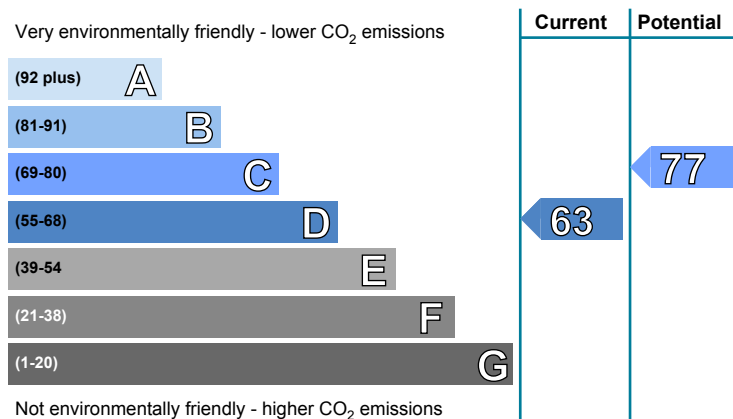 Current Potential
Very environmentally friendly - lower CO2 emissions
(92 plus) A
(81-91) B
(69-80) C
77
(55-68) D
63
(39-54 E
(21-38) F
(1-20) G
Not environmentally friendly - higher CO2 emissions